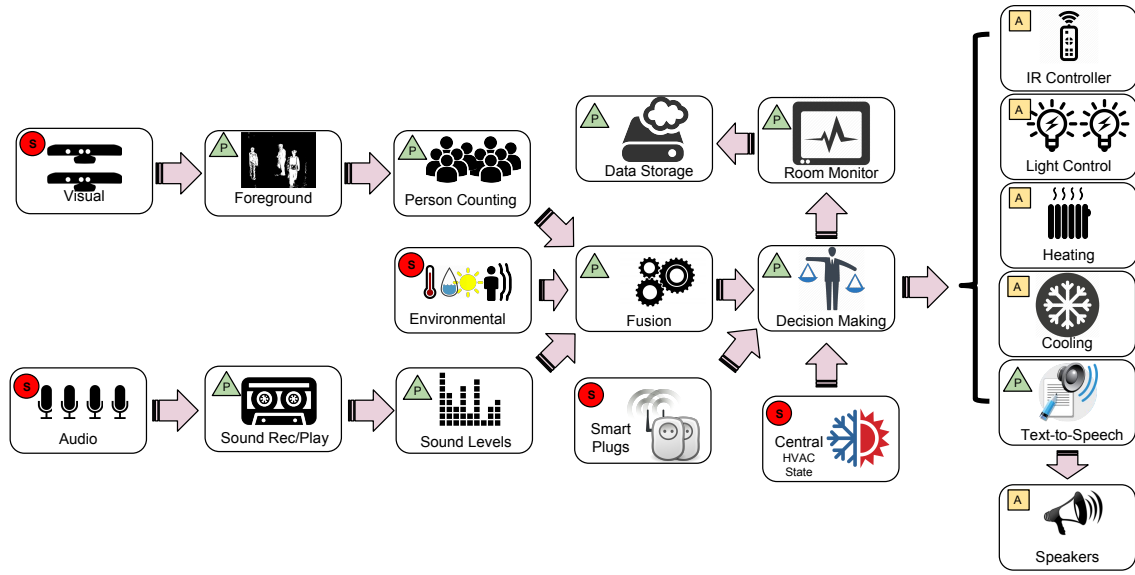 S
Visual
P
Foreground
P
Person Counting
P
Data Storage
P
Room Monitor
A
IR Controller
A
Light Control
A
Heating
S
Environmental
P
Fusion
P
Decision Making
A
Cooling
S
Audio
P
Sound Rec/Play
P
Sound Levels
S
Smart
Plugs
S
Central
HVAC
State
P
Text-to-Speech
A
Speakers